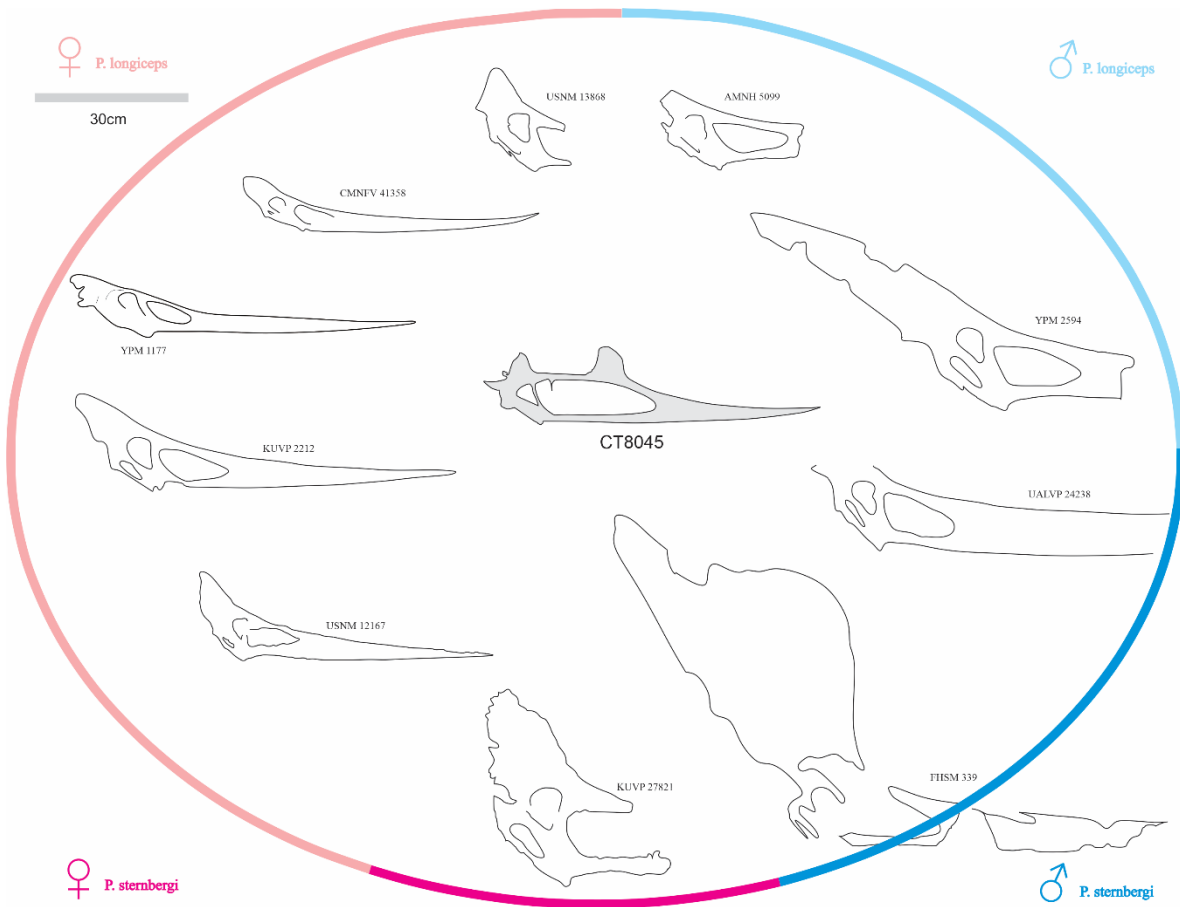 ♀ P. longiceps
♂ P. longiceps
30cm
USNM 13868
AMNH 5099
CMNFV 41358
YPM 2594
YPM 1177
CT8045
KUVP 2212
UALVP 24238
USNM 12167
FHSM 339
KUVP 27821
♀ P. sternbergi
♂ P. sternbergi